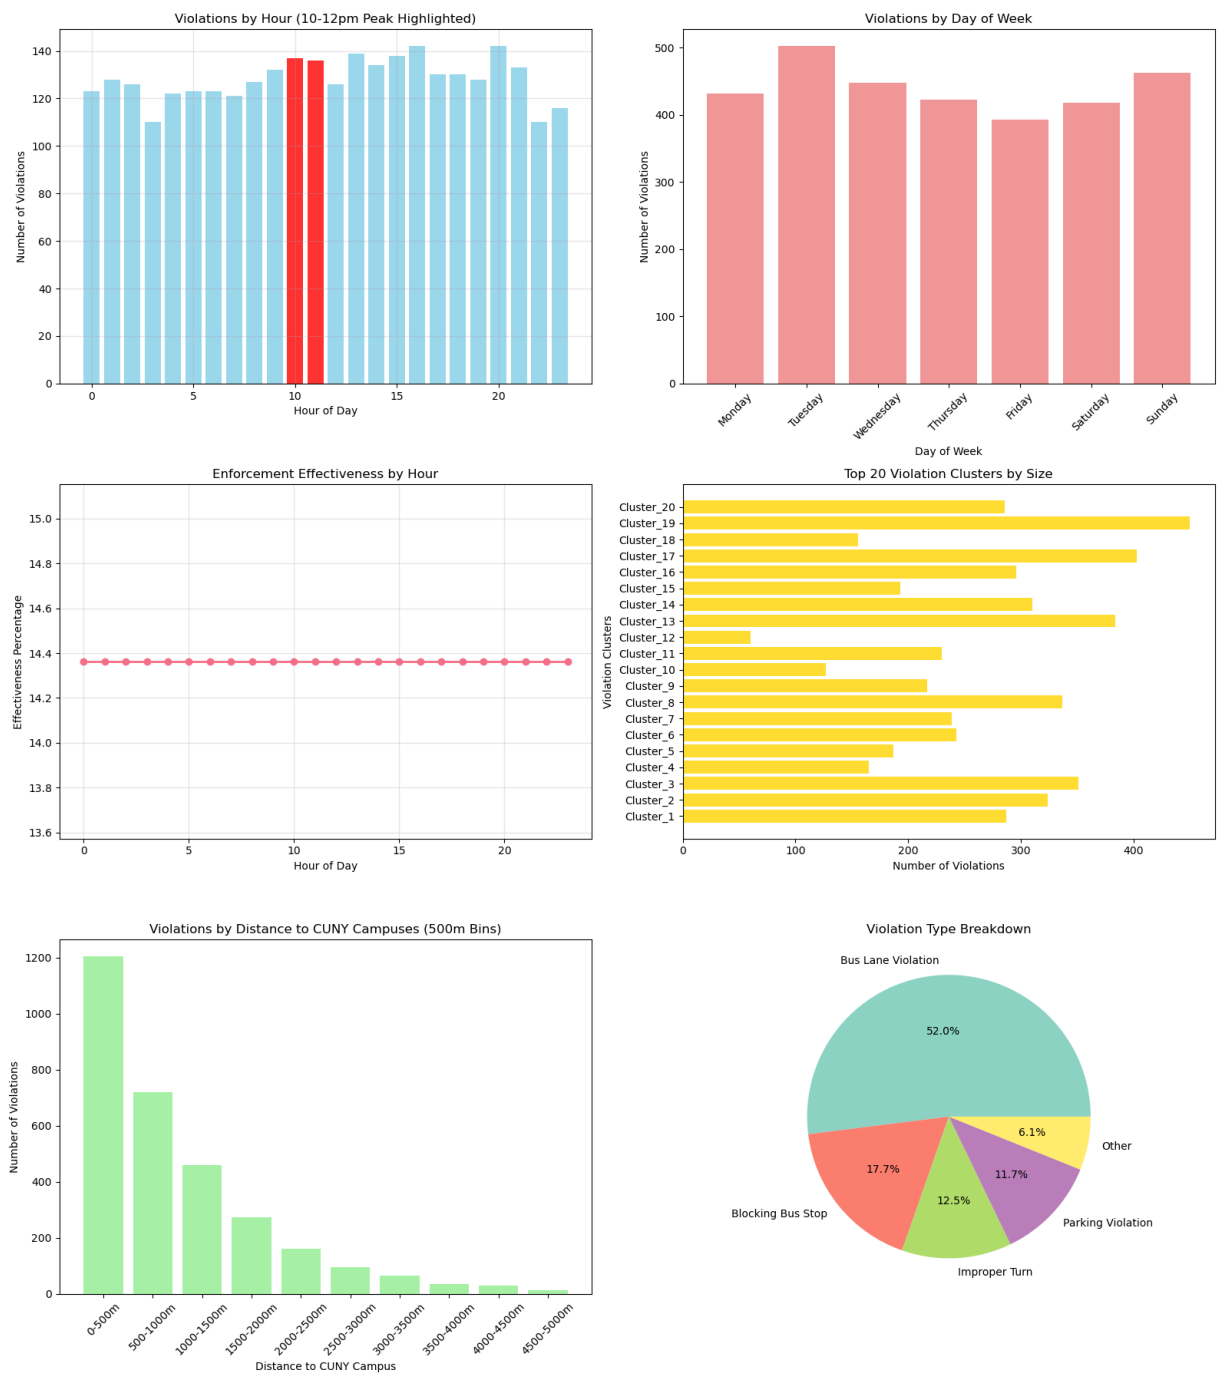 Violations by Hour (10-12pm Peak Highlighted)
Number of Violations
140
120
100
80
60
40
20
0
0
5
10
15
20
Hour of Day
Violations by Day of Week
Number of Violations
500
400
300
200
100
0
Monday
Tuesday
Wednesday
Thursday
Friday
Saturday
Sunday
Day of Week
Enforcement Effectiveness by Hour
Effectiveness Percentage
15.0
14.8
14.6
14.4
14.2
14.0
13.8
13.6
0
5
10
15
20
Hour of Day
Top 20 Violation Clusters by Size
Violation Clusters
Cluster_20
Cluster_19
Cluster_18
Cluster_17
Cluster_16
Cluster_15
Cluster_14
Cluster_13
Cluster_12
Cluster_11
Cluster_10
Cluster_9
Cluster_8
Cluster_7
Cluster_6
Cluster_5
Cluster_4
Cluster_3
Cluster_2
Cluster_1
0
100
200
300
400
Number of Violations
Violations by Distance to CUNY Campuses (500m Bins)
Number of Violations
1200
1000
800
600
400
200
0
0-500m
500-1000m
1000-1500m
1500-2000m
2000-2500m
2500-3000m
3000-3500m
3500-4000m
4000-4500m
4500-5000m
Distance to CUNY Campus
Violation Type Breakdown
Bus Lane Violation
52.0%
Blocking Bus Stop
17.7%
Improper Turn
12.5%
Parking Violation
11.7%
Other
6.1%